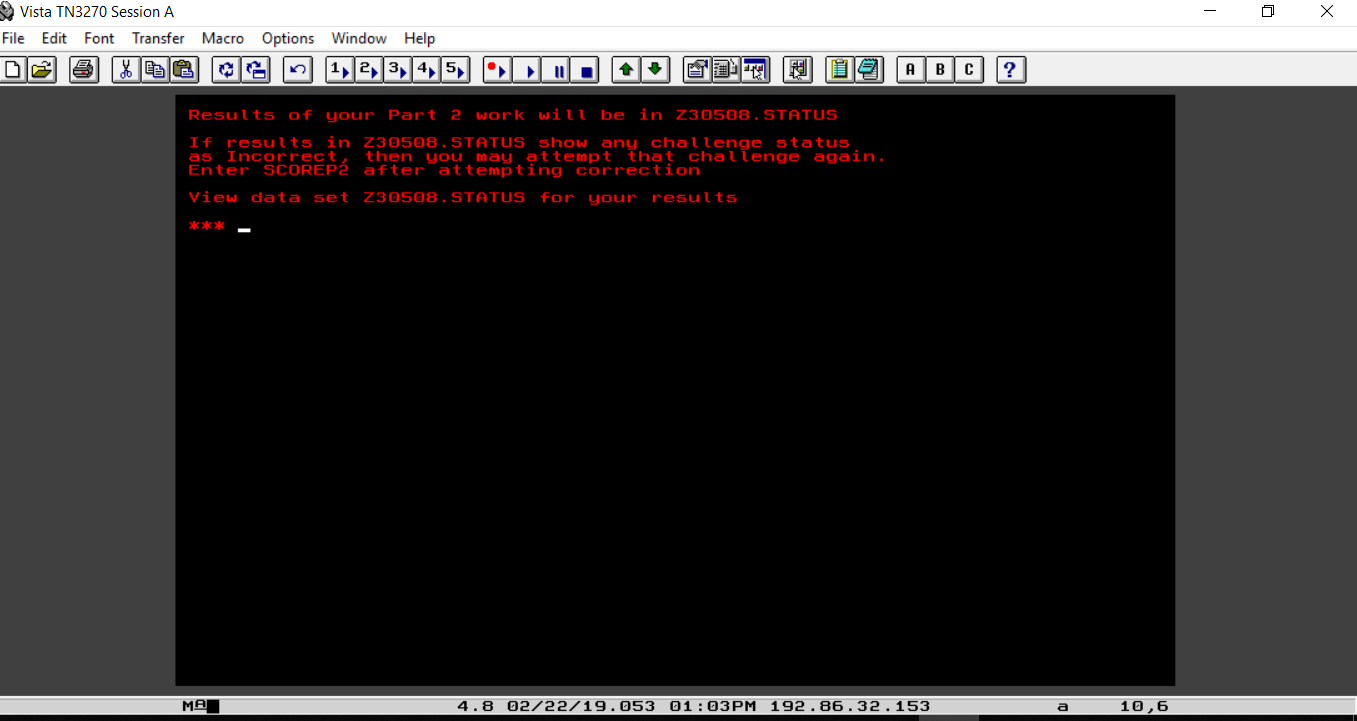 Vista TN3270 Session A
File Edit Font Transfer Macro Options Window Help
1 2 3 4 5 A B C ?
Results of your Part 2 work will be in Z30508.STATUS
If results in Z30508.STATUS show any challenge status
as Incorrect, then you may attempt that challenge again.
Enter SCOREP2 after attempting correction
View data set Z30508.STATUS for your results
***
MA 4.8 02/22/19.053 01:03PM 192.86.32.153 a 10,6